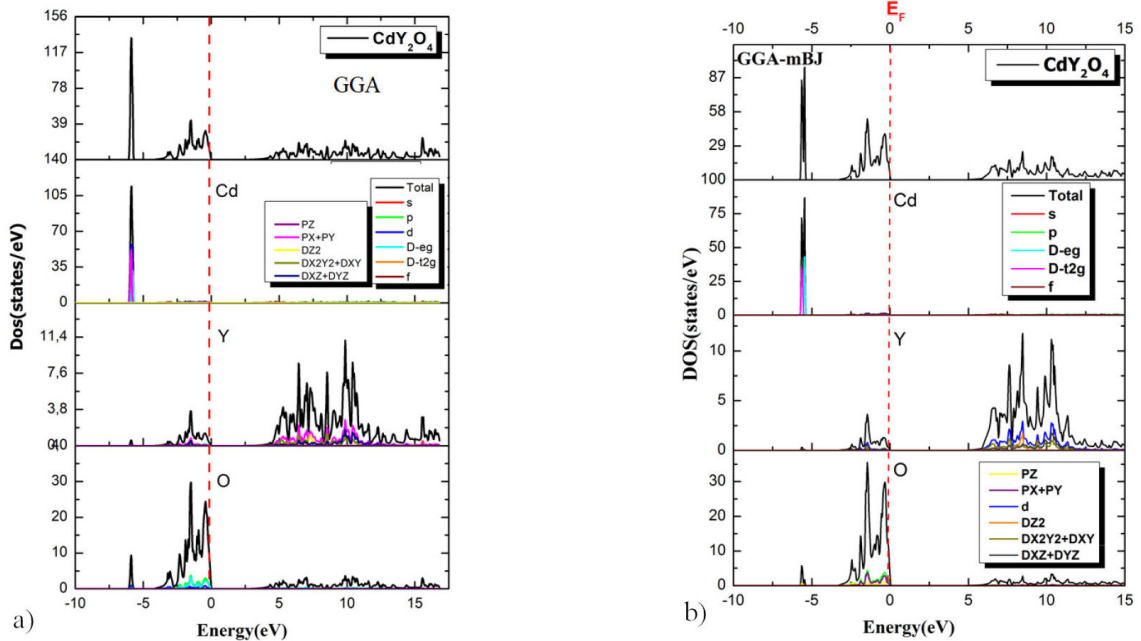 156
117
78
39
140
105
70
35
0
11,4
7,6
3,8
30
20
10
0
CdY₂O₄
GGA
Cd
PZ
PX+PY
DZ2
DX2Y2+DXY
DXZ+DYZ
Total
s
p
d
D-eg
D-t2g
f
Y
O
-10 -5 0 5 10 15
Energy(eV)
Dos(states/eV)
a)
E_F
-10 -5 0 5 10 15
GGA-mBJ
CdY₂O₄
87
58
29
100
75
50
25
10
5
0
30
20
10
0
Cd
Total
s
p
D-eg
D-t2g
f
Y
O
PZ
PX+PY
d
DZ2
DX2Y2+DXY
DXZ+DYZ
-10 -5 0 5 10 15
Energy(eV)
DOS(states/eV)
b)